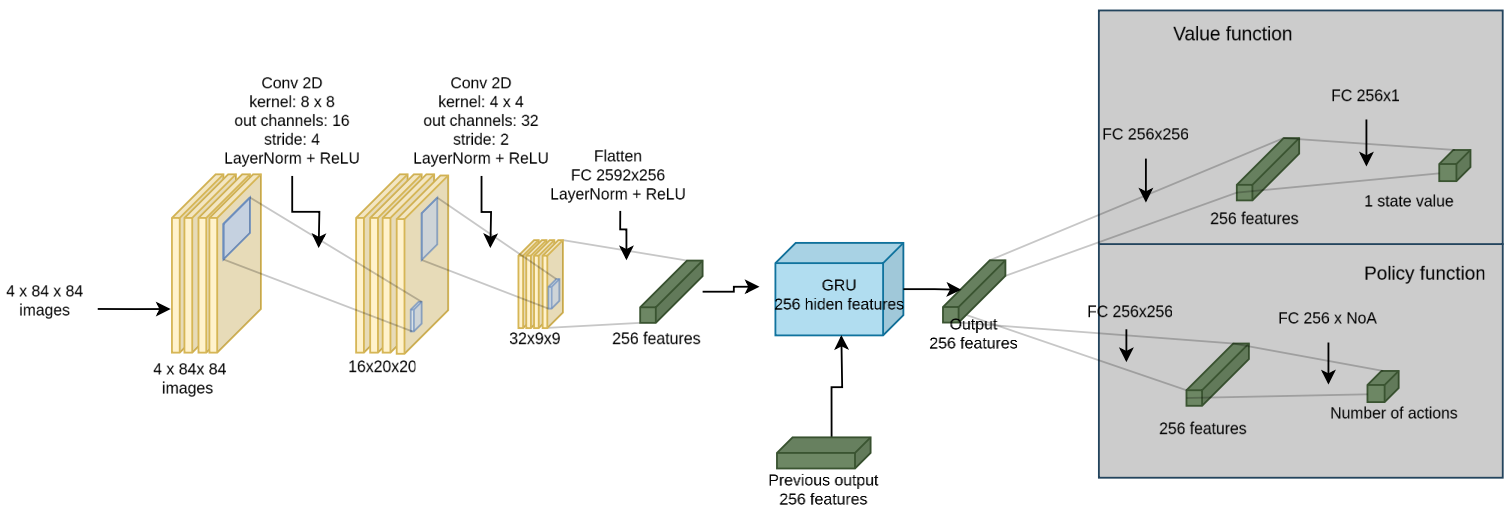 4 x 84 x 84
images
4 x 84x 84
images
Conv 2D
kernel: 8 x 8
out channels: 16
stride: 4
LayerNorm + ReLU
16x20x20
Conv 2D
kernel: 4 x 4
out channels: 32
stride: 2
LayerNorm + ReLU
32x9x9
Flatten
FC 2592x256
LayerNorm + ReLU
256 features
GRU
256 hiden features
Previous output
256 features
Output
256 features
Value function
FC 256x256
256 features
FC 256x1
1 state value
Policy function
FC 256x256
256 features
FC 256 x NoA
Number of actions